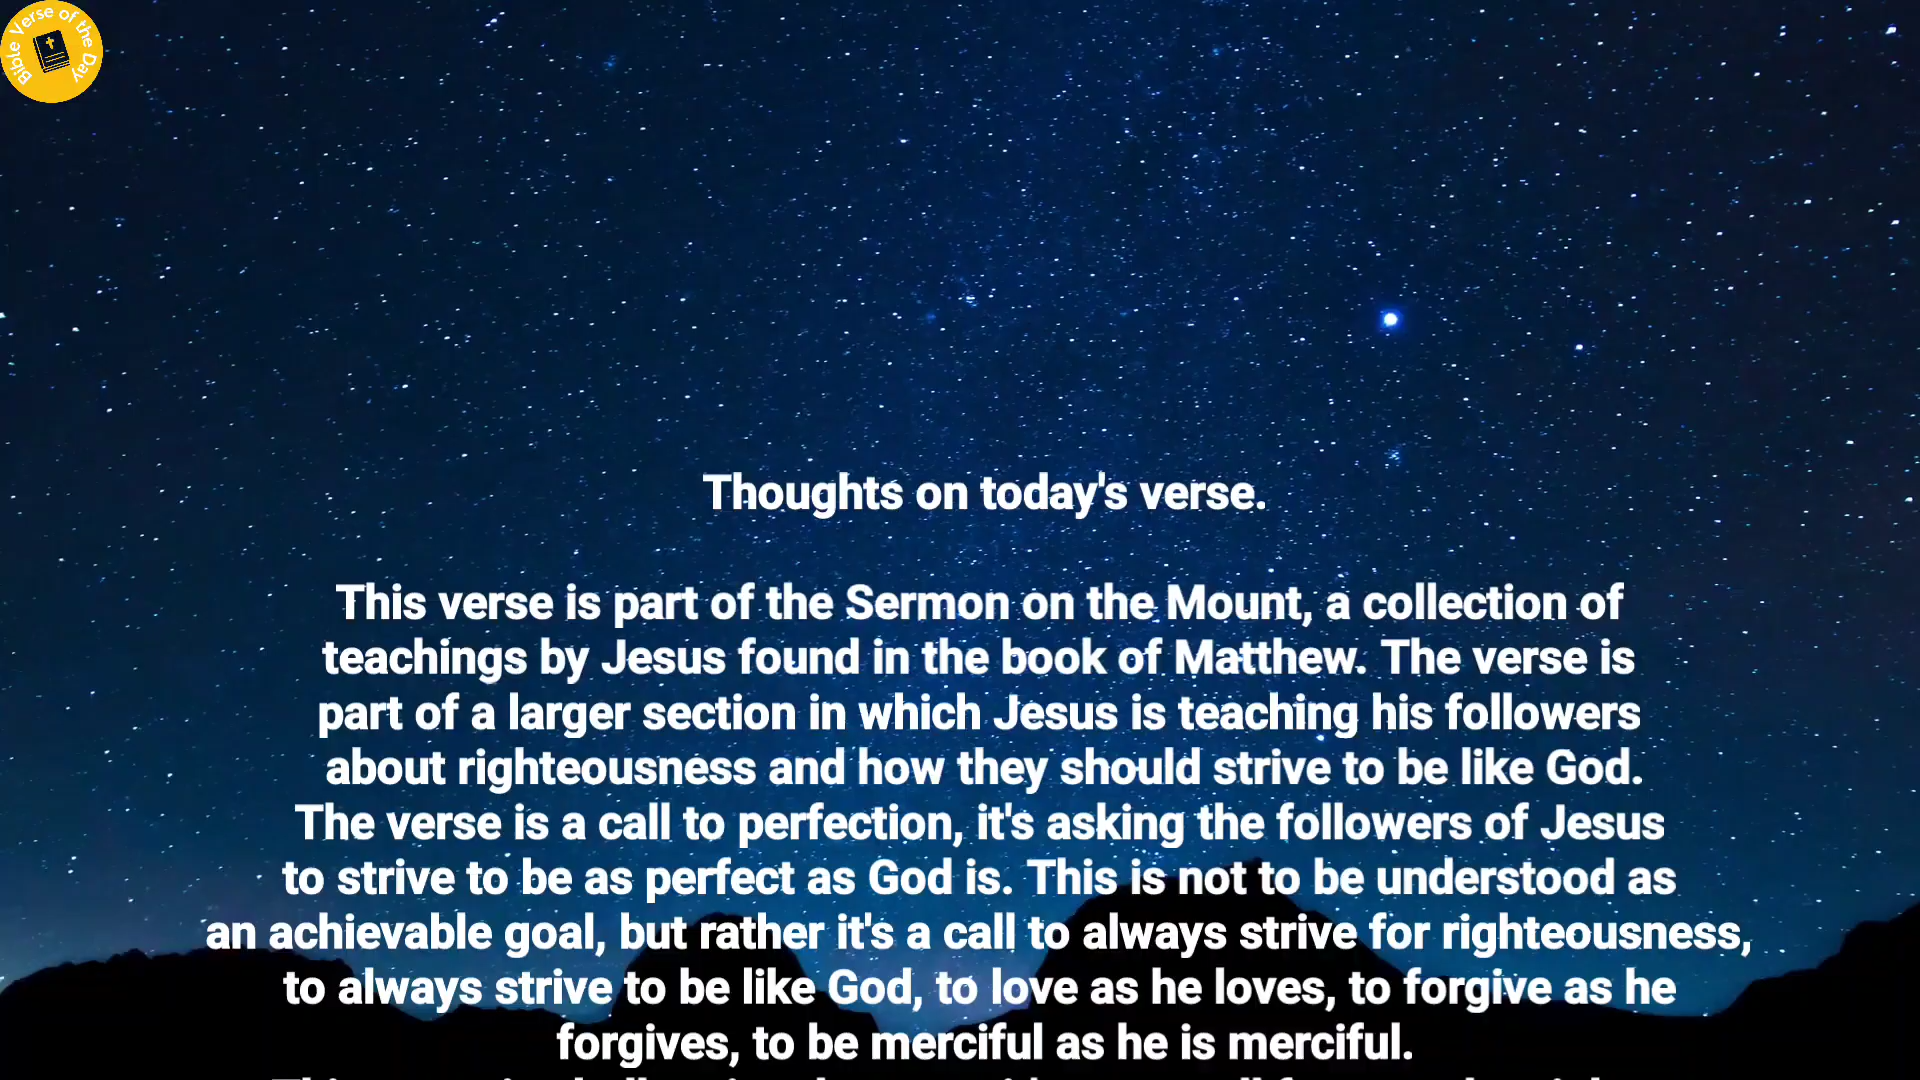 Bible Verse of the Day
Thoughts on today's verse.
This verse is part of the Sermon on the Mount, a collection of
teachings by Jesus found in the book of Matthew. The verse is
part of a larger section in which Jesus is teaching his followers
about righteousness and how they should strive to be like God.
The verse is a call to perfection, it's asking the followers of Jesus
to strive to be as perfect as God is. This is not to be understood as
an achievable goal, but rather it's a call to always strive for righteousness,
to always strive to be like God, to love as he loves, to forgive as he
forgives, to be merciful as he is merciful.